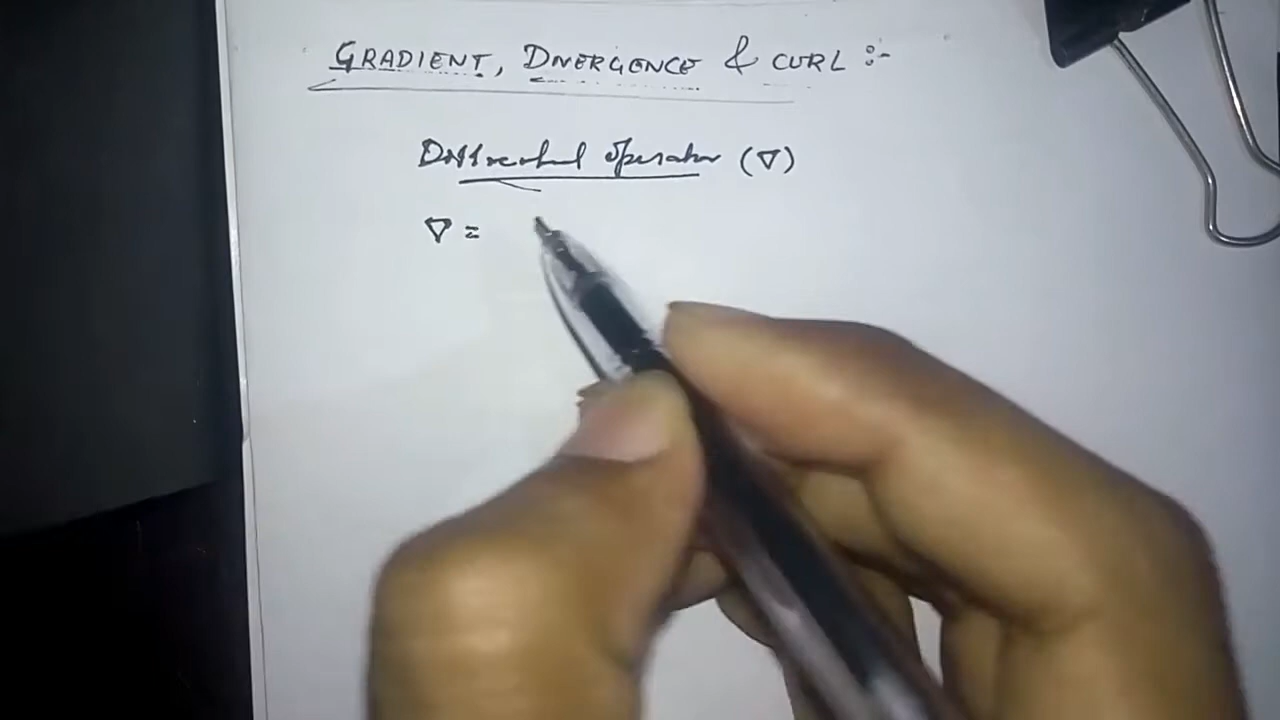 GRADIENT, DIVERGENCE & CURL :-
Differential operator (∇)
∇ =